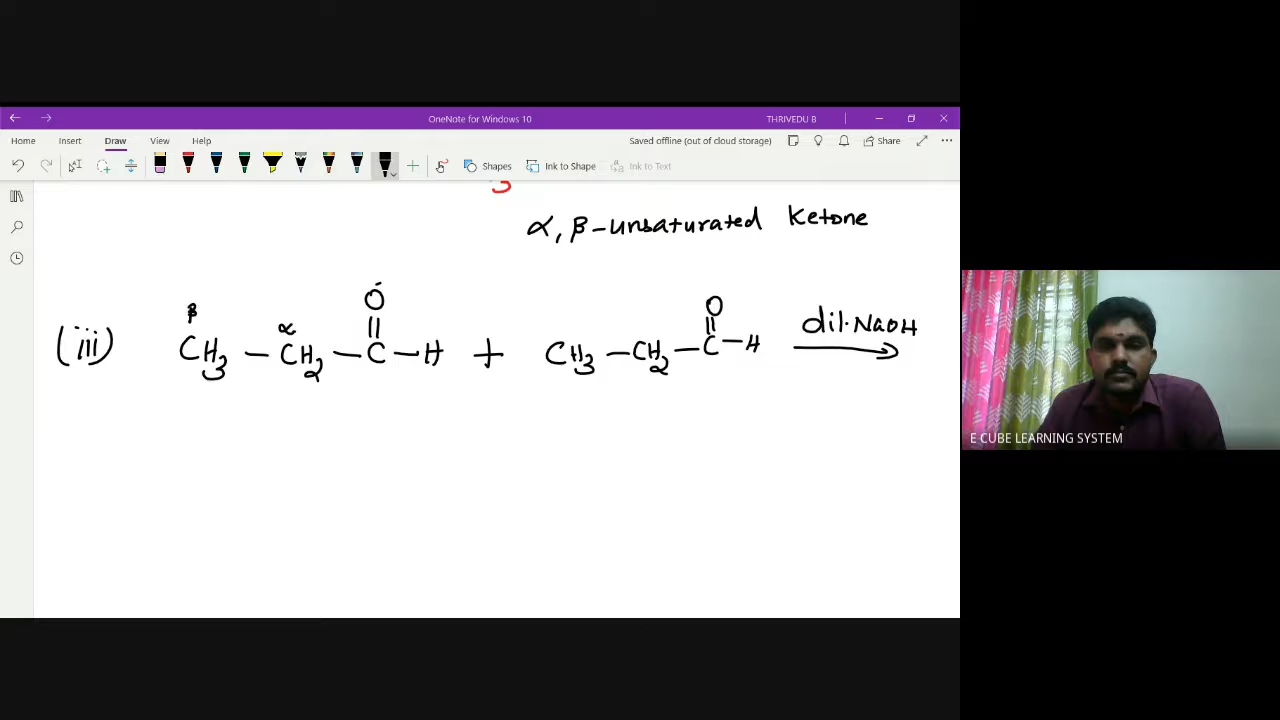 OneNote for Windows 10
THRIVEDU B
Home Insert Draw View Help
Saved offline (out of cloud storage)
Share
Shapes
Ink to Shape
Ink to Text
3
α, β-unsaturated Ketone
β α O O
(iii) CH3 — CH2 — C — H + CH3 — CH2 — C — H dil. NaOH →
E CUBE LEARNING SYSTEM